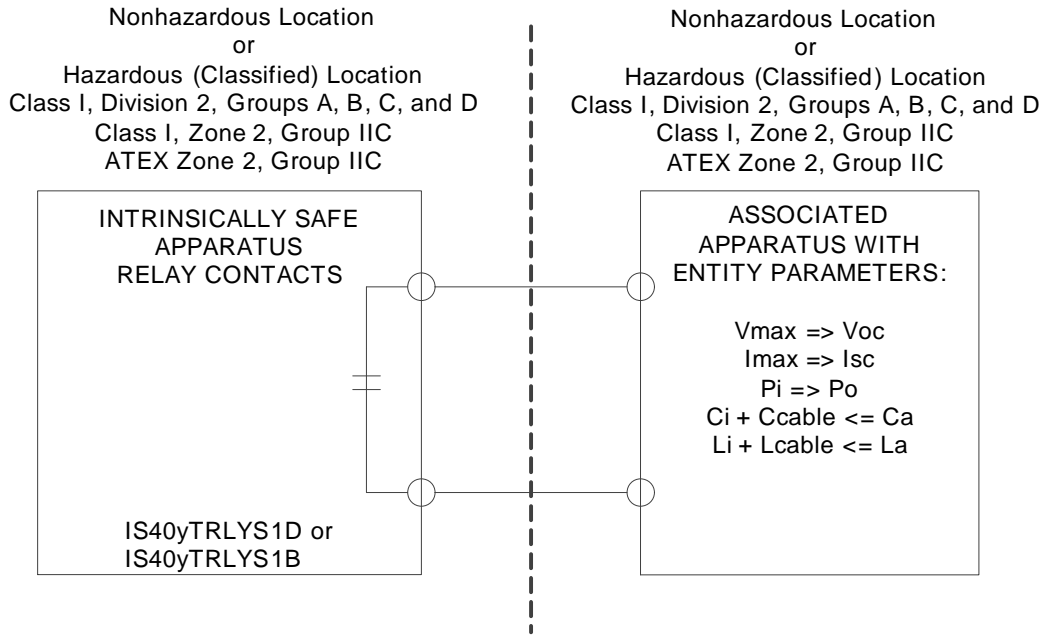 Nonhazardous Location
or
Hazardous (Classified) Location
Class I, Division 2, Groups A, B, C, and D
Class I, Zone 2, Group IIC
ATEX Zone 2, Group IIC
INTRINSICALLY SAFE
APPARATUS
RELAY CONTACTS
IS40yTRLYS1D or
IS40yTRLYS1B
Nonhazardous Location
or
Hazardous (Classified) Location
Class I, Division 2, Groups A, B, C, and D
Class I, Zone 2, Group IIC
ATEX Zone 2, Group IIC
ASSOCIATED
APPARATUS WITH
ENTITY PARAMETERS:
Vmax => Voc
Imax => Isc
Pi => Po
Ci + Ccable <= Ca
Li + Lcable <= La